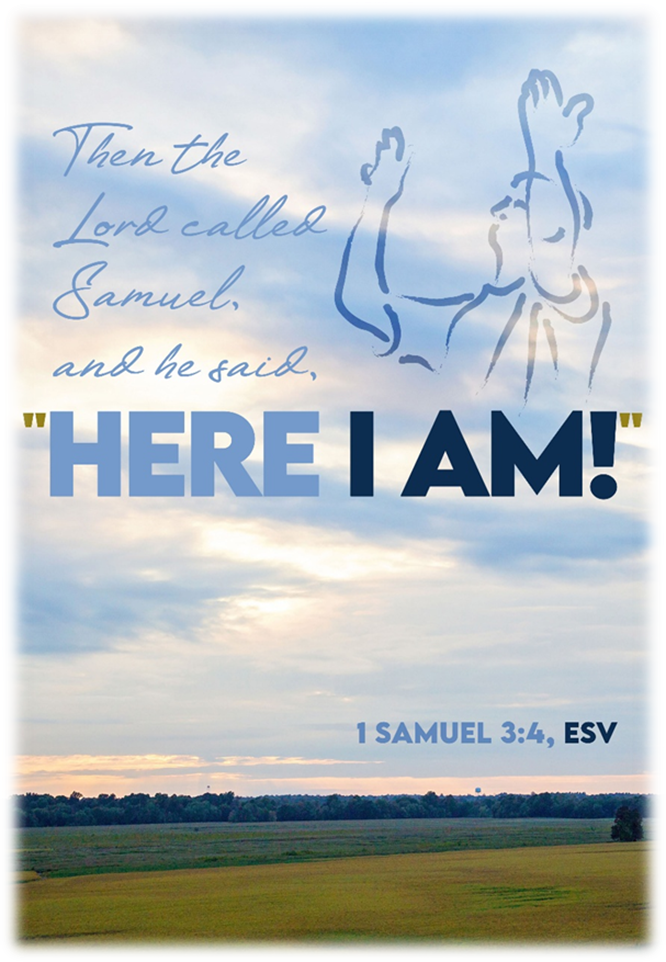 Then the
Lord called
Samuel,
and he said,
"HERE I AM!"
1 SAMUEL 3:4, ESV